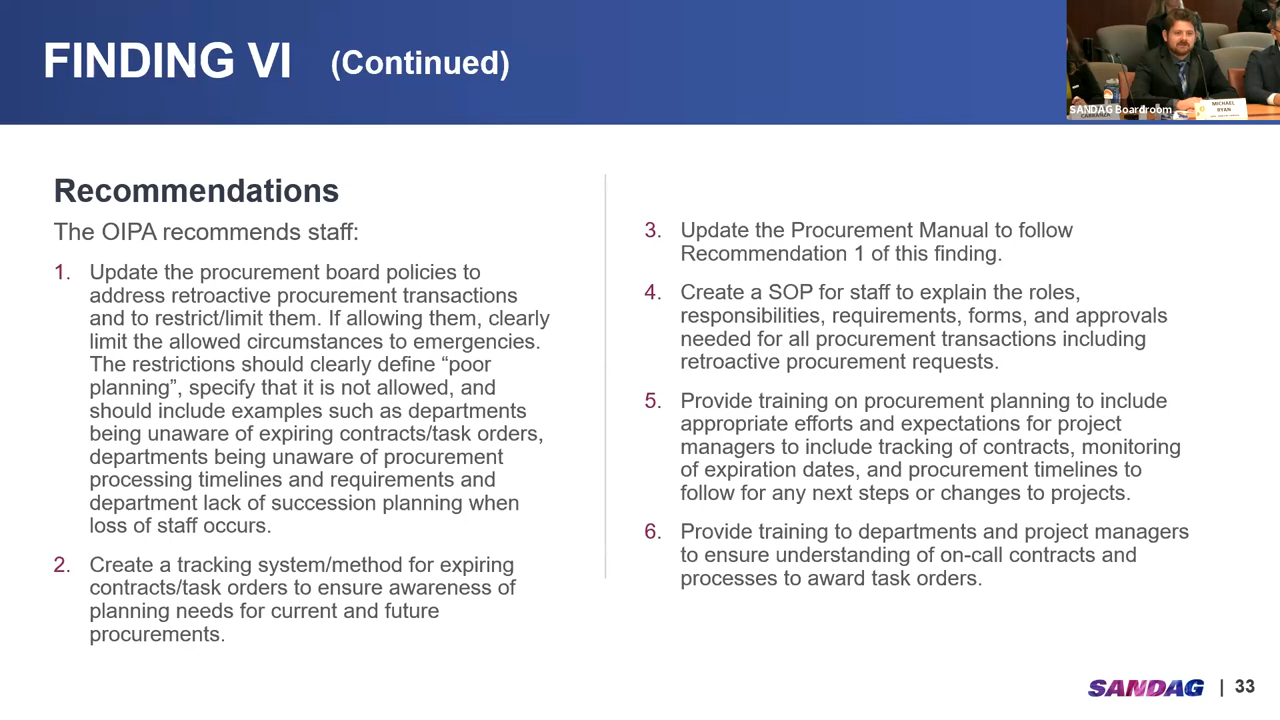 FINDING VI (Continued)
SANDAG Boardroom
CARRANZA
MICHAEL
RYAN
Recommendations
The OIPA recommends staff:
1. Update the procurement board policies to
address retroactive procurement transactions
and to restrict/limit them. If allowing them, clearly
limit the allowed circumstances to emergencies.
The restrictions should clearly define “poor
planning”, specify that it is not allowed, and
should include examples such as departments
being unaware of expiring contracts/task orders,
departments being unaware of procurement
processing timelines and requirements and
department lack of succession planning when
loss of staff occurs.
2. Create a tracking system/method for expiring
contracts/task orders to ensure awareness of
planning needs for current and future
procurements.
3. Update the Procurement Manual to follow
Recommendation 1 of this finding.
4. Create a SOP for staff to explain the roles,
responsibilities, requirements, forms, and approvals
needed for all procurement transactions including
retroactive procurement requests.
5. Provide training on procurement planning to include
appropriate efforts and expectations for project
managers to include tracking of contracts, monitoring
of expiration dates, and procurement timelines to
follow for any next steps or changes to projects.
6. Provide training to departments and project managers
to ensure understanding of on-call contracts and
processes to award task orders.
SANDAG | 33